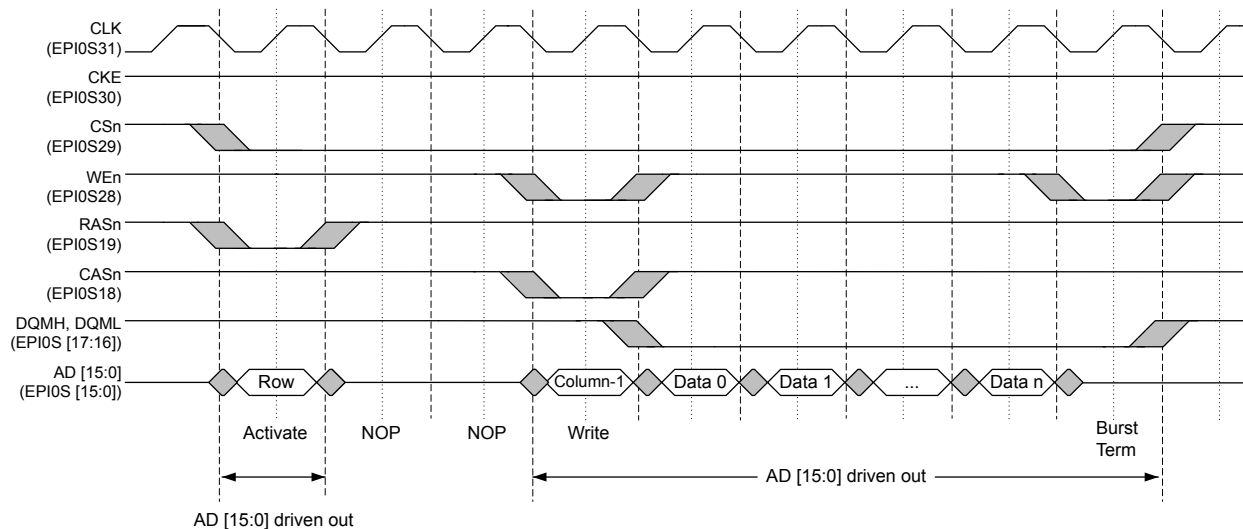 CLK
(EPI0S31)
CKE
(EPI0S30)
CSn
(EPI0S29)
WEn
(EPI0S28)
RASn
(EPI0S19)
CASn
(EPI0S18)
DQMH, DQML
(EPI0S [17:16])
AD [15:0]
(EPI0S [15:0])
Row Column-1 Data 0 Data 1 ... Data n
Activate NOP NOP Write Burst
Term
AD [15:0] driven out
AD [15:0] driven out